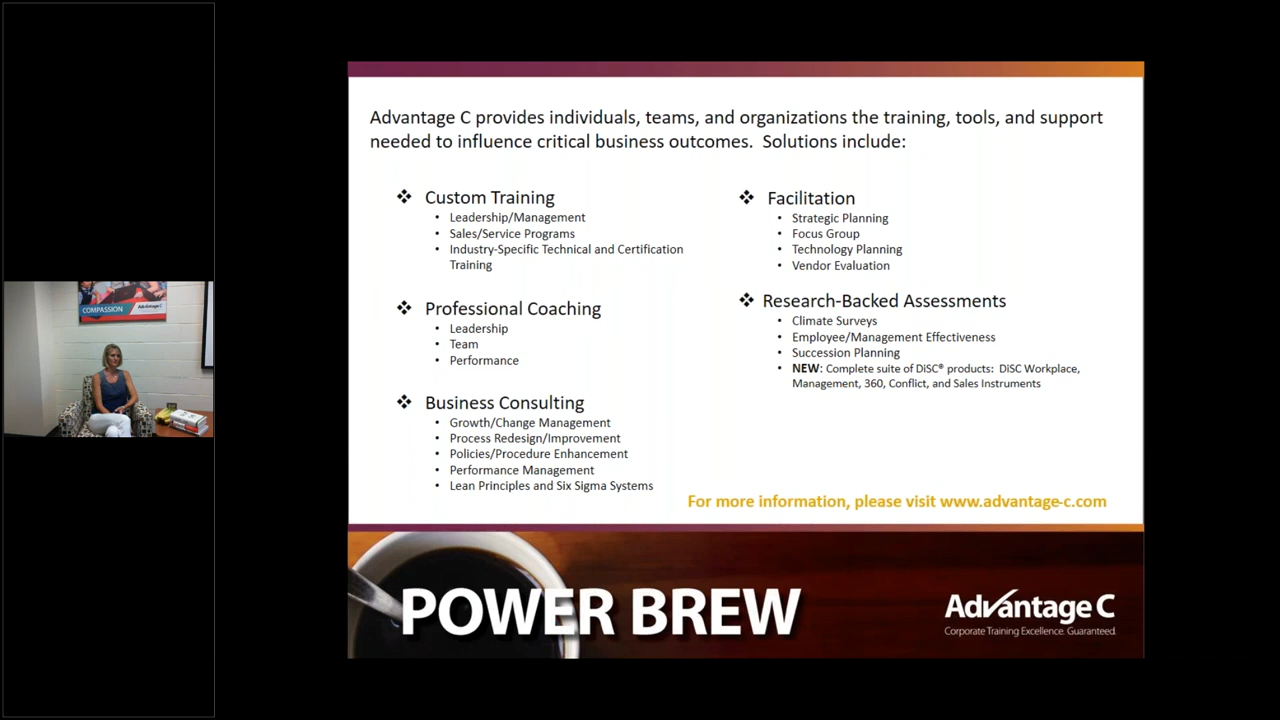 Advantage C provides individuals, teams, and organizations the training, tools, and support
needed to influence critical business outcomes.  Solutions include:
❖ Custom Training
• Leadership/Management
• Sales/Service Programs
• Industry-Specific Technical and Certification
Training
❖ Professional Coaching
• Leadership
• Team
• Performance
❖ Business Consulting
• Growth/Change Management
• Process Redesign/Improvement
• Policies/Procedure Enhancement
• Performance Management
• Lean Principles and Six Sigma Systems
❖ Facilitation
• Strategic Planning
• Focus Group
• Technology Planning
• Vendor Evaluation
❖ Research-Backed Assessments
• Climate Surveys
• Employee/Management Effectiveness
• Succession Planning
• NEW: Complete suite of DiSC® products:  DiSC Workplace,
Management, 360, Conflict, and Sales Instruments
For more information, please visit www.advantage-c.com
POWER BREW
Advantage C
Corporate Training Excellence. Guaranteed.
COMPASSION
Advantage C